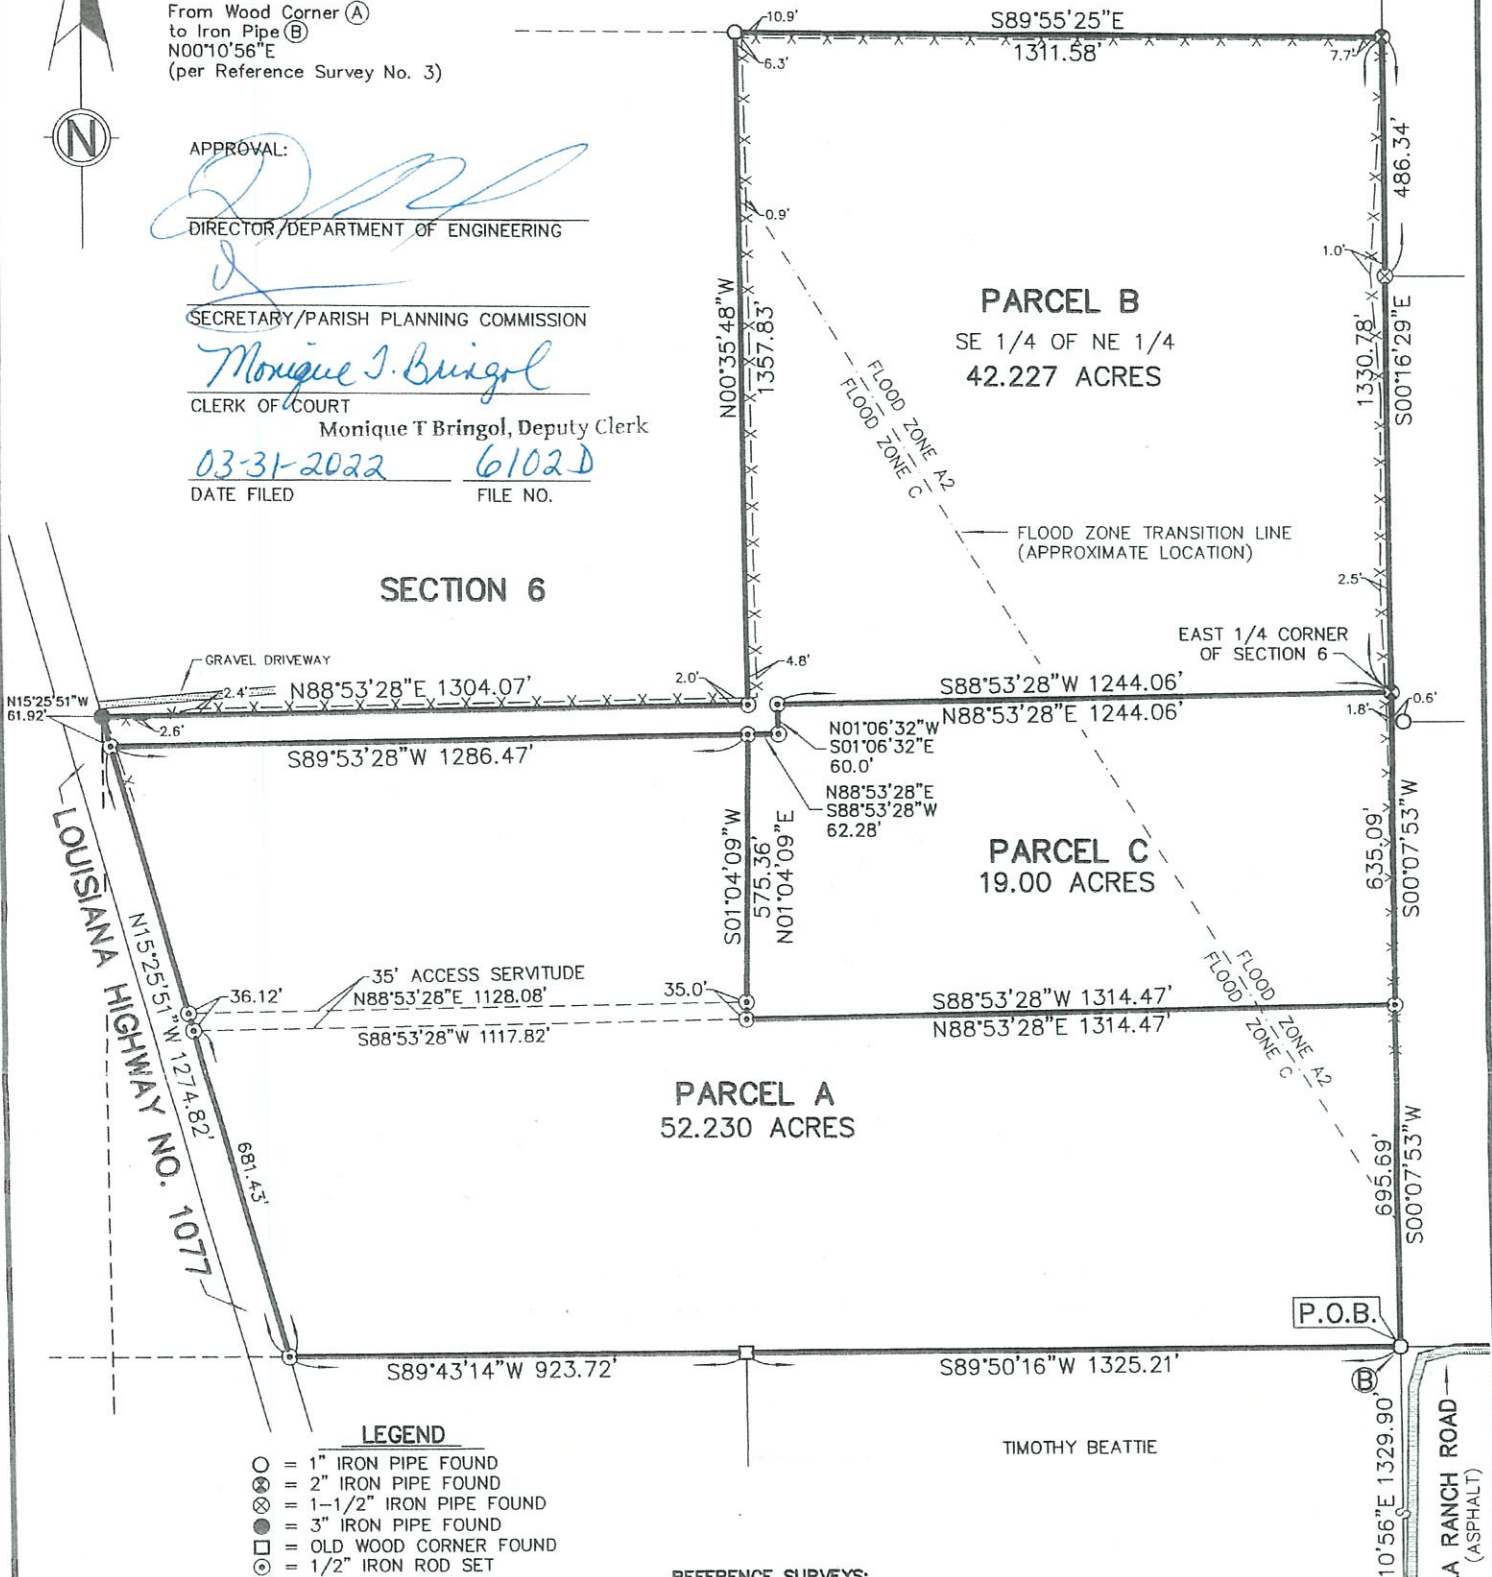 From Wood Corner (A)
to Iron Pipe (B)
N00°10'56"E
(per Reference Survey No. 3)
N
APPROVAL:
DIRECTOR/DEPARTMENT OF ENGINEERING
SECRETARY/PARISH PLANNING COMMISSION
Monique T. Bringol
CLERK OF COURT
Monique T Bringol, Deputy Clerk
03-31-2022 6102 D
DATE FILED FILE NO.
10.9'
6.3'
S89°55'25"E
1311.58'
7.7'
486.34'
0.9'
1.0'
N00°35'48"W
1357.83'
PARCEL B
SE 1/4 OF NE 1/4
42.227 ACRES
1330.78'
S00°16'29"E
FLOOD ZONE A2
FLOOD ZONE C
FLOOD ZONE TRANSITION LINE
(APPROXIMATE LOCATION)
2.5'
SECTION 6
EAST 1/4 CORNER
OF SECTION 6
GRAVEL DRIVEWAY
N15°25'51"W
61.92'
2.4'
2.6'
N88°53'28"E 1304.07'
2.0'
4.8'
S88°53'28"W 1244.06'
N88°53'28"E 1244.06'
1.8'
0.6'
S89°53'28"W 1286.47'
N01°06'32"W
S01°06'32"E
60.0'
N88°53'28"E
S88°53'28"W
62.28'
S01°04'09"W
575.36'
N01°04'09"E
PARCEL C
19.00 ACRES
635.09'
S00°07'53"W
LOUISIANA HIGHWAY NO. 1077
N15°25'51"W 1274.82'
36.12'
35' ACCESS SERVITUDE
N88°53'28"E 1128.08'
S88°53'28"W 1117.82'
35.0'
S88°53'28"W 1314.47'
N88°53'28"E 1314.47'
FLOOD ZONE A2
FLOOD ZONE C
PARCEL A
52.230 ACRES
681.43'
695.69'
S00°07'53"W
P.O.B.
S89°43'14"W 923.72'
S89°50'16"W 1325.21'
B
TIMOTHY BEATTIE
10'56"E 1329.90'
A RANCH ROAD
(ASPHALT)
LEGEND
= 1" IRON PIPE FOUND
= 2" IRON PIPE FOUND
= 1-1/2" IRON PIPE FOUND
= 3" IRON PIPE FOUND
= OLD WOOD CORNER FOUND
= 1/2" IRON ROD SET
REFERENCE SURVEYS: